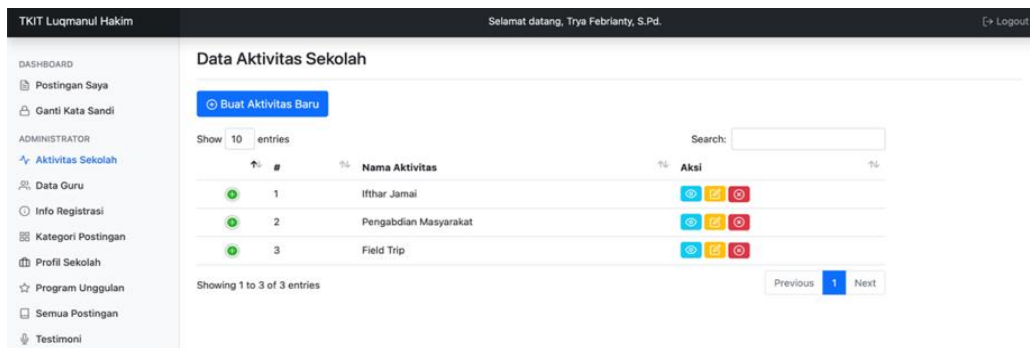 TKIT Luqmanul Hakim
Selamat datang, Trya Febrianty, S.Pd.
Logout
DASHBOARD
Postingan Saya
Ganti Kata Sandi
ADMINISTRATOR
Aktivitas Sekolah
Data Guru
Info Registrasi
Kategori Postingan
Profil Sekolah
Program Unggulan
Semua Postingan
Testimoni
Data Aktivitas Sekolah
Buat Aktivitas Baru
Show 10 entries
Search:
# Nama Aktivitas Aksi
1 Ifthar Jamai
2 Pengabdian Masyarakat
3 Field Trip
Showing 1 to 3 of 3 entries
Previous 1 Next